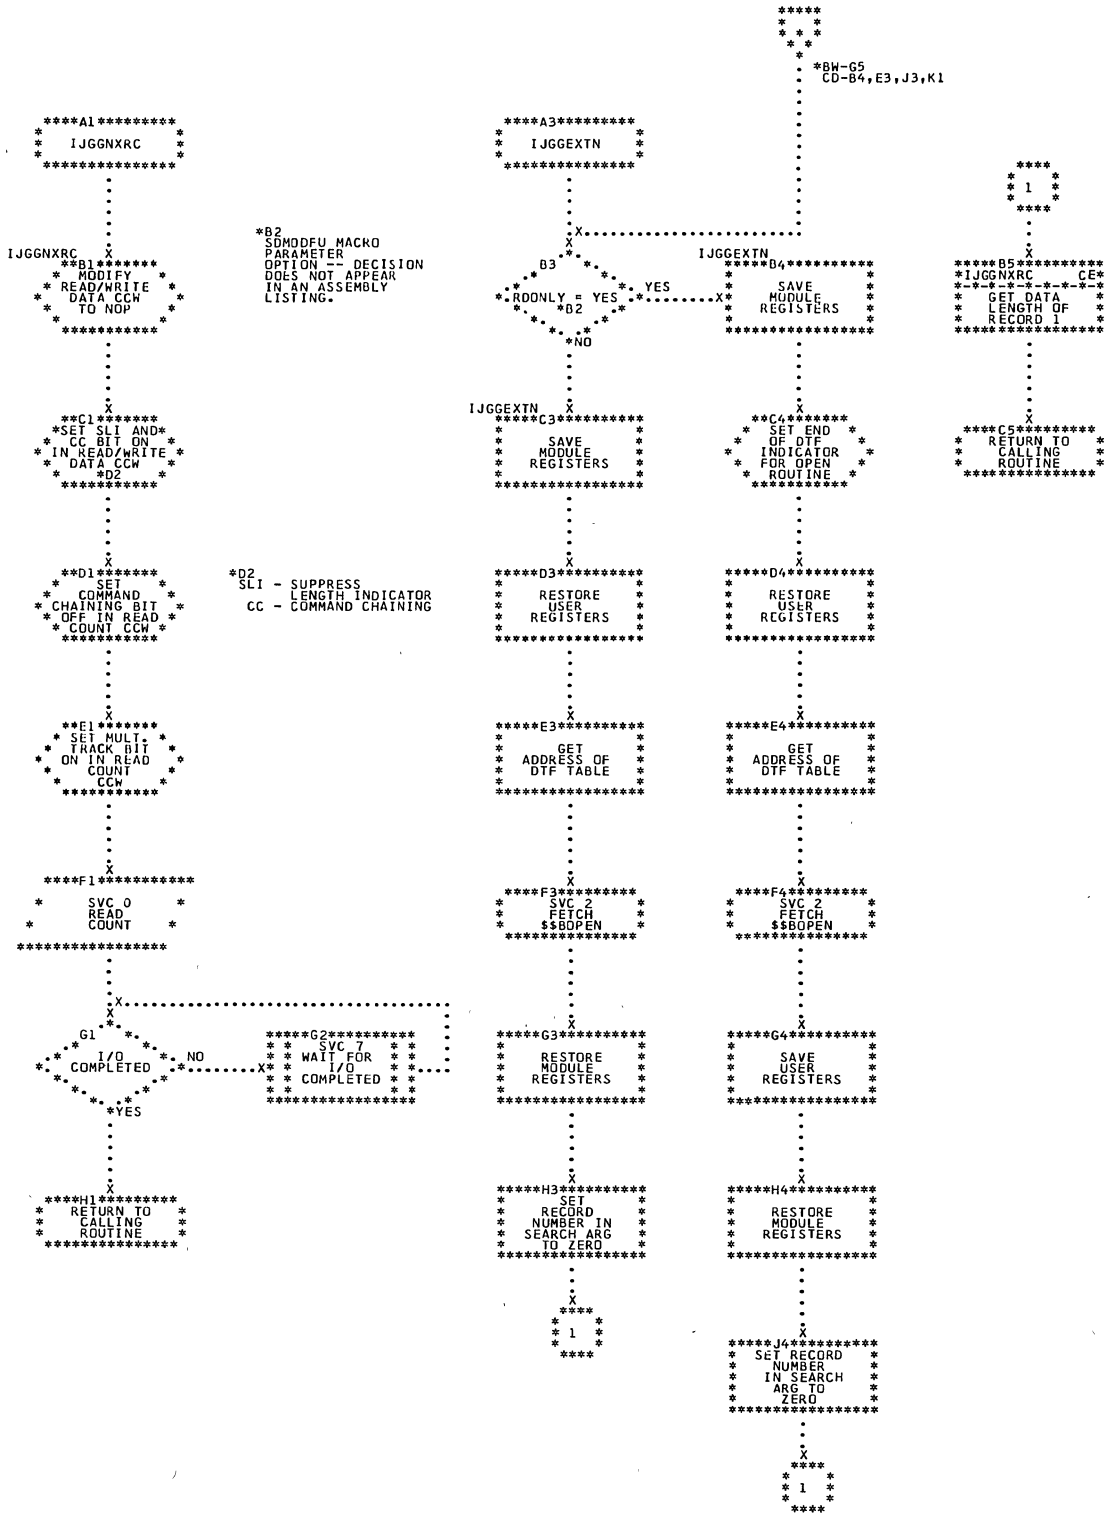 *BW-G5
CD-B4,E3,J3,K1
A1
IJGGNXRC
IJGGNXRC
B1
MODIFY
READ/WRITE
DATA CCW
TO NOP
C1
SET SLI AND
CC BIT ON
IN READ/WRITE
DATA CCW
*D2
D1
SET
COMMAND
CHAINING BIT
OFF IN READ
COUNT CCW
E1
SET MULT.
TRACK BIT
ON IN READ
COUNT
CCW
F1
SVC 0
READ
COUNT
G1
I/O
COMPLETED
NO
YES
G2
SVC 7
WAIT FOR
I/O
COMPLETED
H1
RETURN TO
CALLING
ROUTINE
*B2
SDMODFU MACRO
PARAMETER
OPTION -- DECISION
DOES NOT APPEAR
IN AN ASSEMBLY
LISTING.
*D2
SLI - SUPPRESS
LENGTH INDICATOR
CC - COMMAND CHAINING
A3
IJGGEXTN
B3
RDONLY = YES
*B2
YES
NO
IJGGEXTN
C3
SAVE
MODULE
REGISTERS
D3
RESTORE
USER
REGISTERS
E3
GET
ADDRESS OF
DTF TABLE
F3
SVC 2
FETCH
$$BOPEN
G3
RESTORE
MODULE
REGISTERS
H3
SET
RECORD
NUMBER IN
SEARCH ARG
TO ZERO
1
IJGGEXTN
B4
SAVE
MODULE
REGISTERS
C4
SET END
OF DTF
INDICATOR
FOR OPEN
ROUTINE
D4
RESTORE
USER
REGISTERS
E4
GET
ADDRESS OF
DTF TABLE
F4
SVC 2
FETCH
$$BOPEN
G4
SAVE
USER
REGISTERS
H4
RESTORE
MODULE
REGISTERS
J4
SET RECORD
NUMBER
IN SEARCH
ARG TO
ZERO
1
1
B5
IJGGNXRC CE
GET DATA
LENGTH OF
RECORD 1
C5
RETURN TO
CALLING
ROUTINE